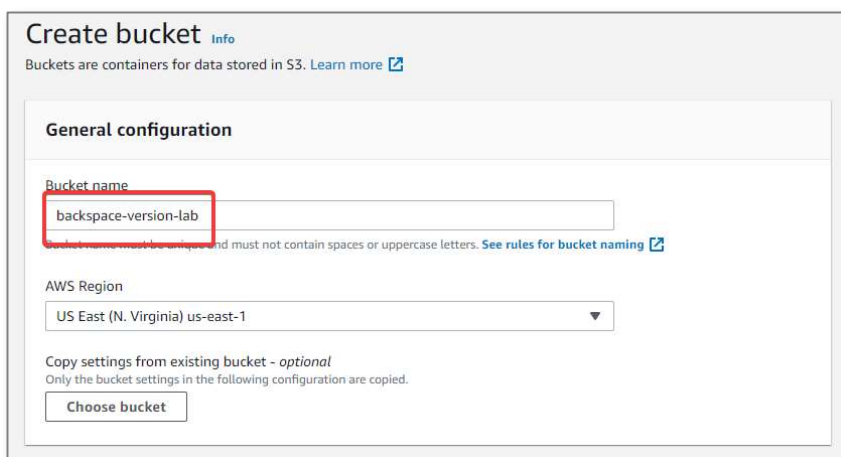 Create bucket Info
Buckets are containers for data stored in S3. Learn more
General configuration
Bucket name
backspace-version-lab
Bucket name must be unique and must not contain spaces or uppercase letters. See rules for bucket naming
AWS Region
US East (N. Virginia) us-east-1
Copy settings from existing bucket - optional
Only the bucket settings in the following configuration are copied.
Choose bucket